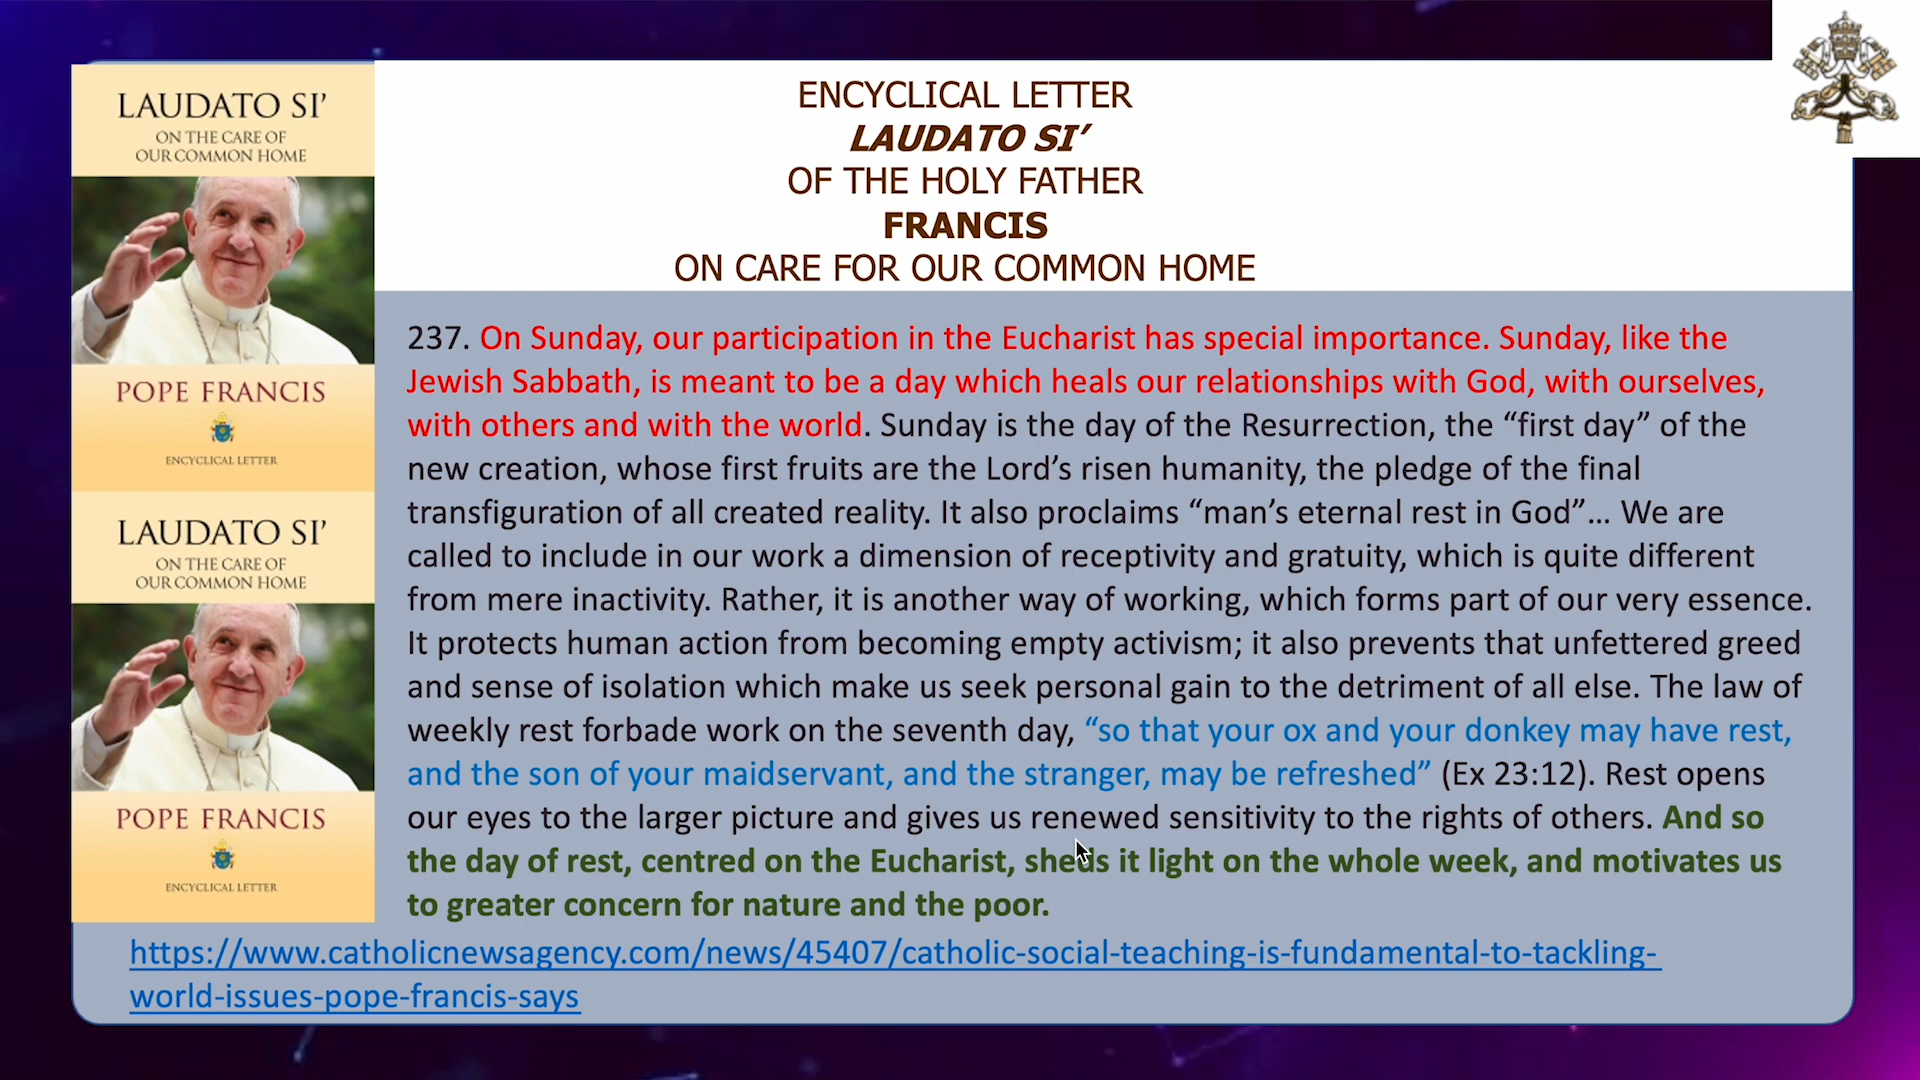 LAUDATO SI’
ON THE CARE OF
OUR COMMON HOME
POPE FRANCIS
ENCYCLICAL LETTER
LAUDATO SI’
ON THE CARE OF
OUR COMMON HOME
POPE FRANCIS
ENCYCLICAL LETTER
ENCYCLICAL LETTER
LAUDATO SI’
OF THE HOLY FATHER
FRANCIS
ON CARE FOR OUR COMMON HOME
237. On Sunday, our participation in the Eucharist has special importance. Sunday, like the
Jewish Sabbath, is meant to be a day which heals our relationships with God, with ourselves,
with others and with the world. Sunday is the day of the Resurrection, the “first day” of the
new creation, whose first fruits are the Lord’s risen humanity, the pledge of the final
transfiguration of all created reality. It also proclaims “man’s eternal rest in God”… We are
called to include in our work a dimension of receptivity and gratuity, which is quite different
from mere inactivity. Rather, it is another way of working, which forms part of our very essence.
It protects human action from becoming empty activism; it also prevents that unfettered greed
and sense of isolation which make us seek personal gain to the detriment of all else. The law of
weekly rest forbade work on the seventh day, “so that your ox and your donkey may have rest,
and the son of your maidservant, and the stranger, may be refreshed” (Ex 23:12). Rest opens
our eyes to the larger picture and gives us renewed sensitivity to the rights of others. And so
the day of rest, centred on the Eucharist, sheds it light on the whole week, and motivates us
to greater concern for nature and the poor.
https://www.catholicnewsagency.com/news/45407/catholic-social-teaching-is-fundamental-to-tackling-
world-issues-pope-francis-says